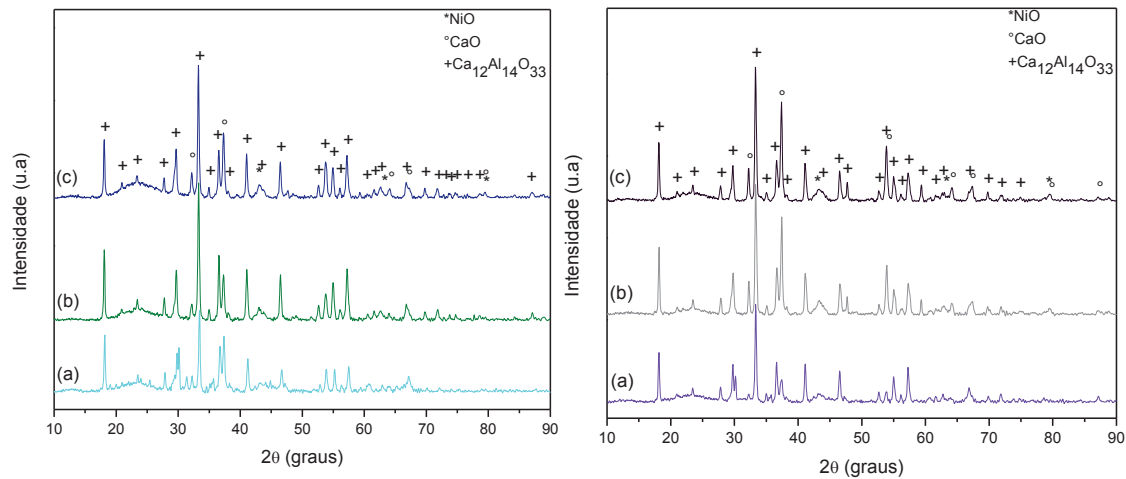 *NiO
°CaO
+Ca12Al14O33
Intensidade (u.a)
(c)
(b)
(a)
10 20 30 40 50 60 70 80 90
2θ (graus)
*NiO
°CaO
+Ca12Al14O33
Intensidade (u.a)
(c)
(b)
(a)
10 20 30 40 50 60 70 80 90
2θ (graus)